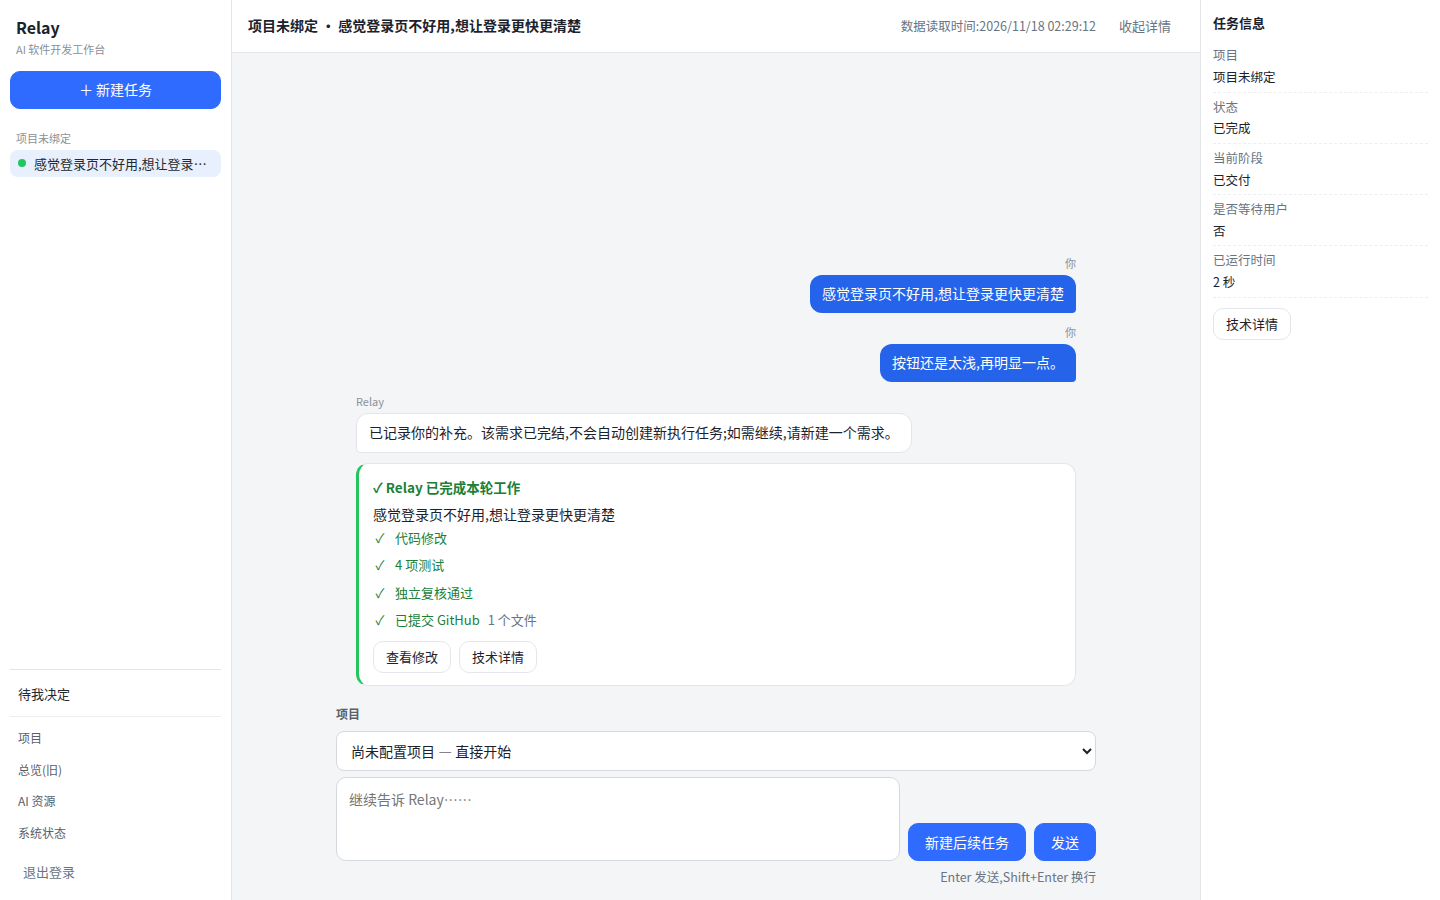 Relay
AI 软件开发工作台
＋ 新建任务
项目未绑定
感觉登录页不好用,想让登录…
待我决定
项目
总览(旧)
AI 资源
系统状态
退出登录
项目未绑定 · 感觉登录页不好用,想让登录更快更清楚
数据读取时间:2026/11/18 02:29:12
收起详情
你
感觉登录页不好用,想让登录更快更清楚
你
按钮还是太浅,再明显一点。
Relay
已记录你的补充。该需求已完结,不会自动创建新执行任务;如需继续,请新建一个需求。
✓ Relay 已完成本轮工作
感觉登录页不好用,想让登录更快更清楚
✓ 代码修改
✓ 4 项测试
✓ 独立复核通过
✓ 已提交 GitHub 1 个文件
查看修改
技术详情
项目
尚未配置项目 — 直接开始
继续告诉 Relay……
新建后续任务
发送
Enter 发送,Shift+Enter 换行
任务信息
项目
项目未绑定
状态
已完成
当前阶段
已交付
是否等待用户
否
已运行时间
2 秒
技术详情